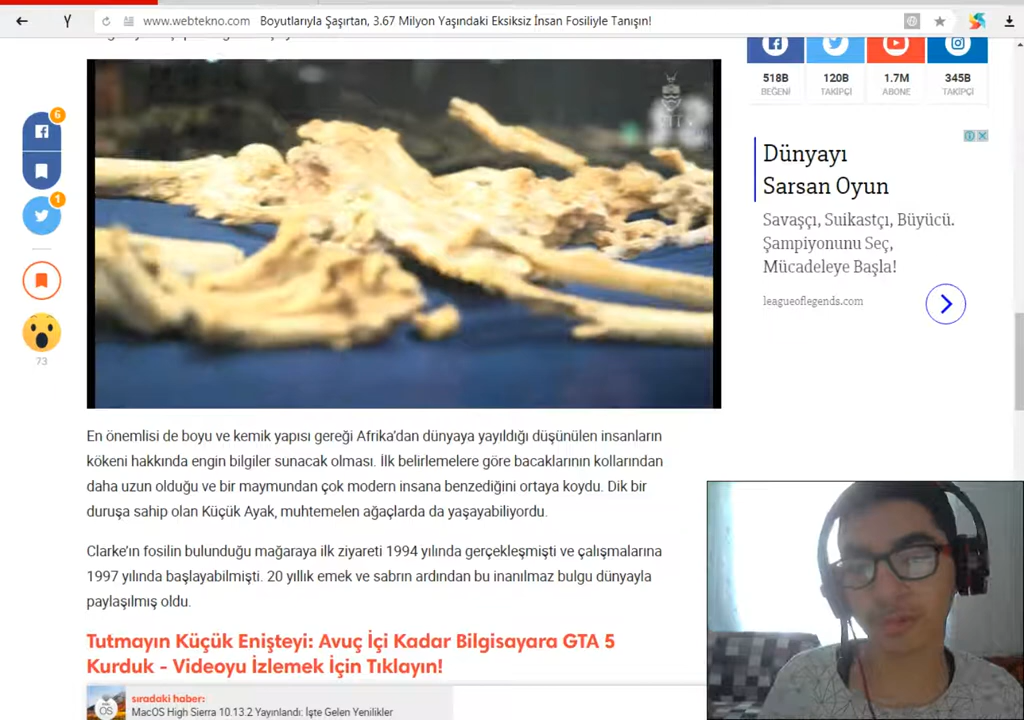 www.webtekno.com Boyutlarıyla Şaşırtan, 3.67 Milyon Yaşındaki Eksiksiz İnsan Fosiliyle Tanışın!
518B
BEĞENİ
120B
TAKİPÇİ
1.7M
ABONE
345B
TAKİPÇİ
6
1
73
Dünyayı
Sarsan Oyun
Savaşçı, Suikastçı, Büyücü.
Şampiyonunu Seç,
Mücadeleye Başla!
leagueoflegends.com
En önemlisi de boyu ve kemik yapısı gereği Afrika'dan dünyaya yayıldığı düşünülen insanların
kökeni hakkında engin bilgiler sunacak olması. İlk belirlemelere göre bacaklarının kollarından
daha uzun olduğu ve bir maymundan çok modern insana benzediğini ortaya koydu. Dik bir
duruşa sahip olan Küçük Ayak, muhtemelen ağaçlarda da yaşayabiliyordu.
Clarke'ın fosilin bulunduğu mağaraya ilk ziyareti 1994 yılında gerçekleşmişti ve çalışmalarına
1997 yılında başlayabilmişti. 20 yıllık emek ve sabrın ardından bu inanılmaz bulgu dünyayla
paylaşılmış oldu.
Tutmayın Küçük Enişteyi: Avuç İçi Kadar Bilgisayara GTA 5
Kurduk - Videoyu İzlemek İçin Tıklayın!
sıradaki haber:
MacOS High Sierra 10.13.2 Yayınlandı: İşte Gelen Yenilikler
OS